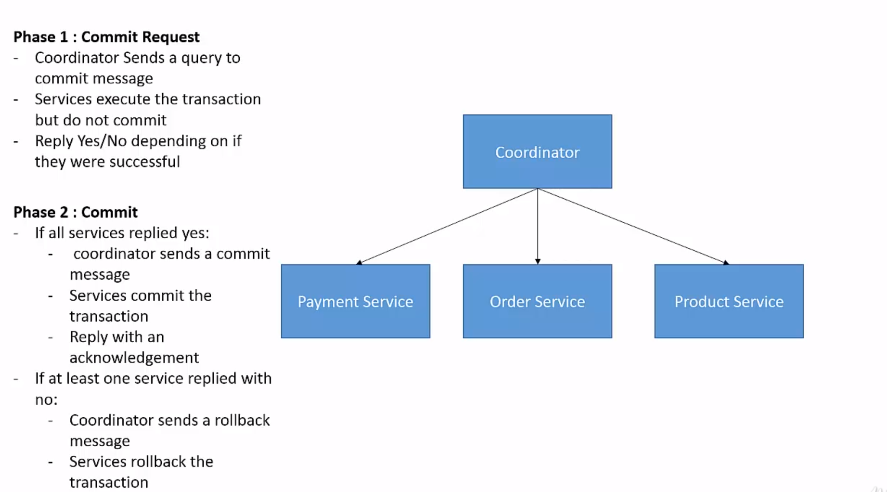 Phase 1 : Commit Request
- Coordinator Sends a query to
commit message
- Services execute the transaction
but do not commit
- Reply Yes/No depending on if
they were successful
Phase 2 : Commit
- If all services replied yes:
- coordinator sends a commit
message
- Services commit the
transaction
- Reply with an
acknowledgement
- If at least one service replied with
no:
- Coordinator sends a rollback
message
- Services rollback the
transaction
Coordinator
Payment Service
Order Service
Product Service